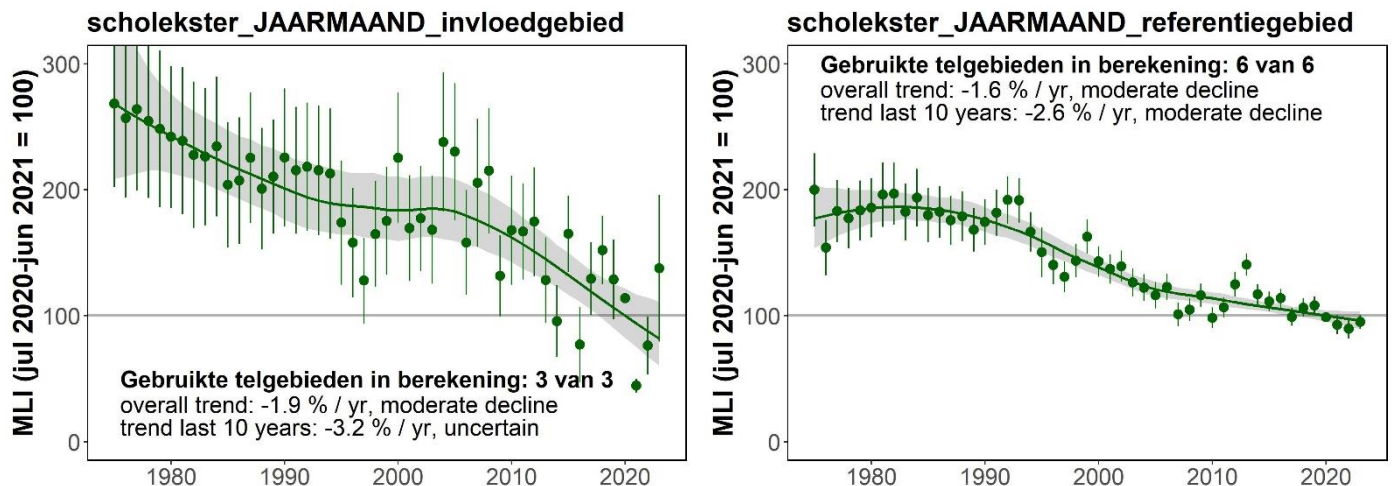 scholekster_JAARMAAND_invloedgebied
MLI (jul 2020-jun 2021 = 100)
300
200
100
0
Gebruikte telgebieden in berekening: 3 van 3
overall trend: -1.9 % / yr, moderate decline
trend last 10 years: -3.2 % / yr, uncertain
1980 1990 2000 2010 2020
scholekster_JAARMAAND_referentiegebied
MLI (jul 2020-jun 2021 = 100)
Gebruikte telgebieden in berekening: 6 van 6
overall trend: -1.6 % / yr, moderate decline
trend last 10 years: -2.6 % / yr, moderate decline
300
200
100
0
1980 1990 2000 2010 2020